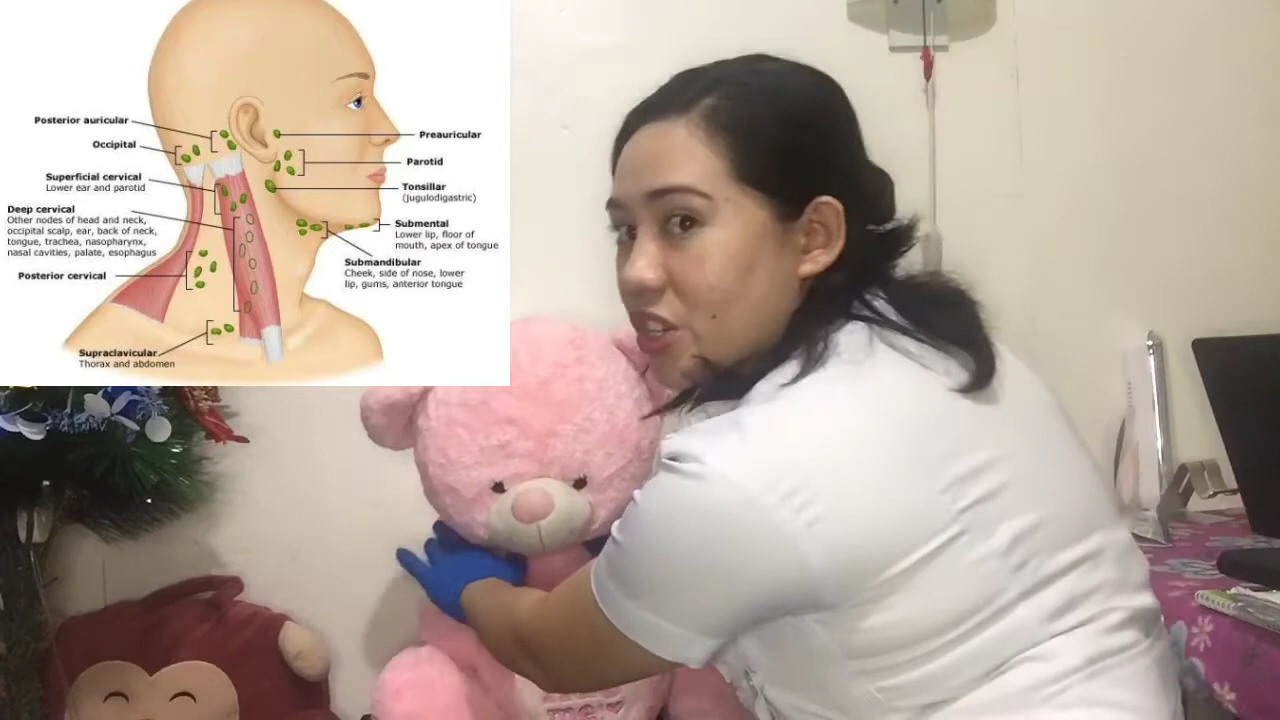 Posterior auricular
Occipital
Superficial cervical
Lower ear and parotid
Deep cervical
Other nodes of head and neck,
occipital scalp, ear, back of neck,
tongue, trachea, nasopharynx,
nasal cavities, palate, esophagus
Posterior cervical
Supraclavicular
Thorax and abdomen
Preauricular
Parotid
Tonsillar
(jugulodigastric)
Submental
Lower lip, floor of
mouth, apex of tongue
Submandibular
Cheek, side of nose, lower
lip, gums, anterior tongue